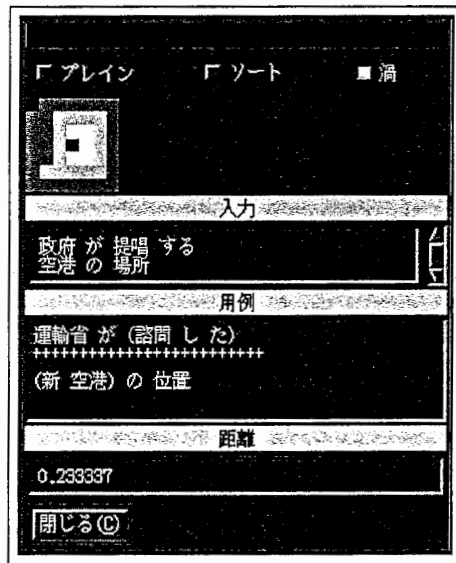 プレイン ソート 渦
入力
政府 が 提唱 する
空港 の 場所
用例
運輸省 が (諮問 し た)
++++++++++++++++++++++++
(新 空港) の 位置
距離
0.233337
閉じる(C)